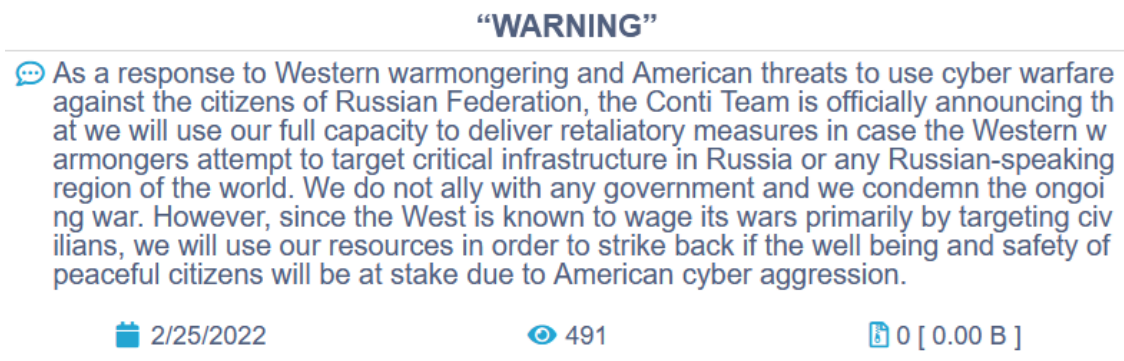 “WARNING”
As a response to Western warmongering and American threats to use cyber warfare
against the citizens of Russian Federation, the Conti Team is officially announcing th
at we will use our full capacity to deliver retaliatory measures in case the Western w
armongers attempt to target critical infrastructure in Russia or any Russian-speaking
region of the world. We do not ally with any government and we condemn the ongoi
ng war. However, since the West is known to wage its wars primarily by targeting civ
ilians, we will use our resources in order to strike back if the well being and safety of
peaceful citizens will be at stake due to American cyber aggression.
2/25/2022 491 0 [ 0.00 B ]